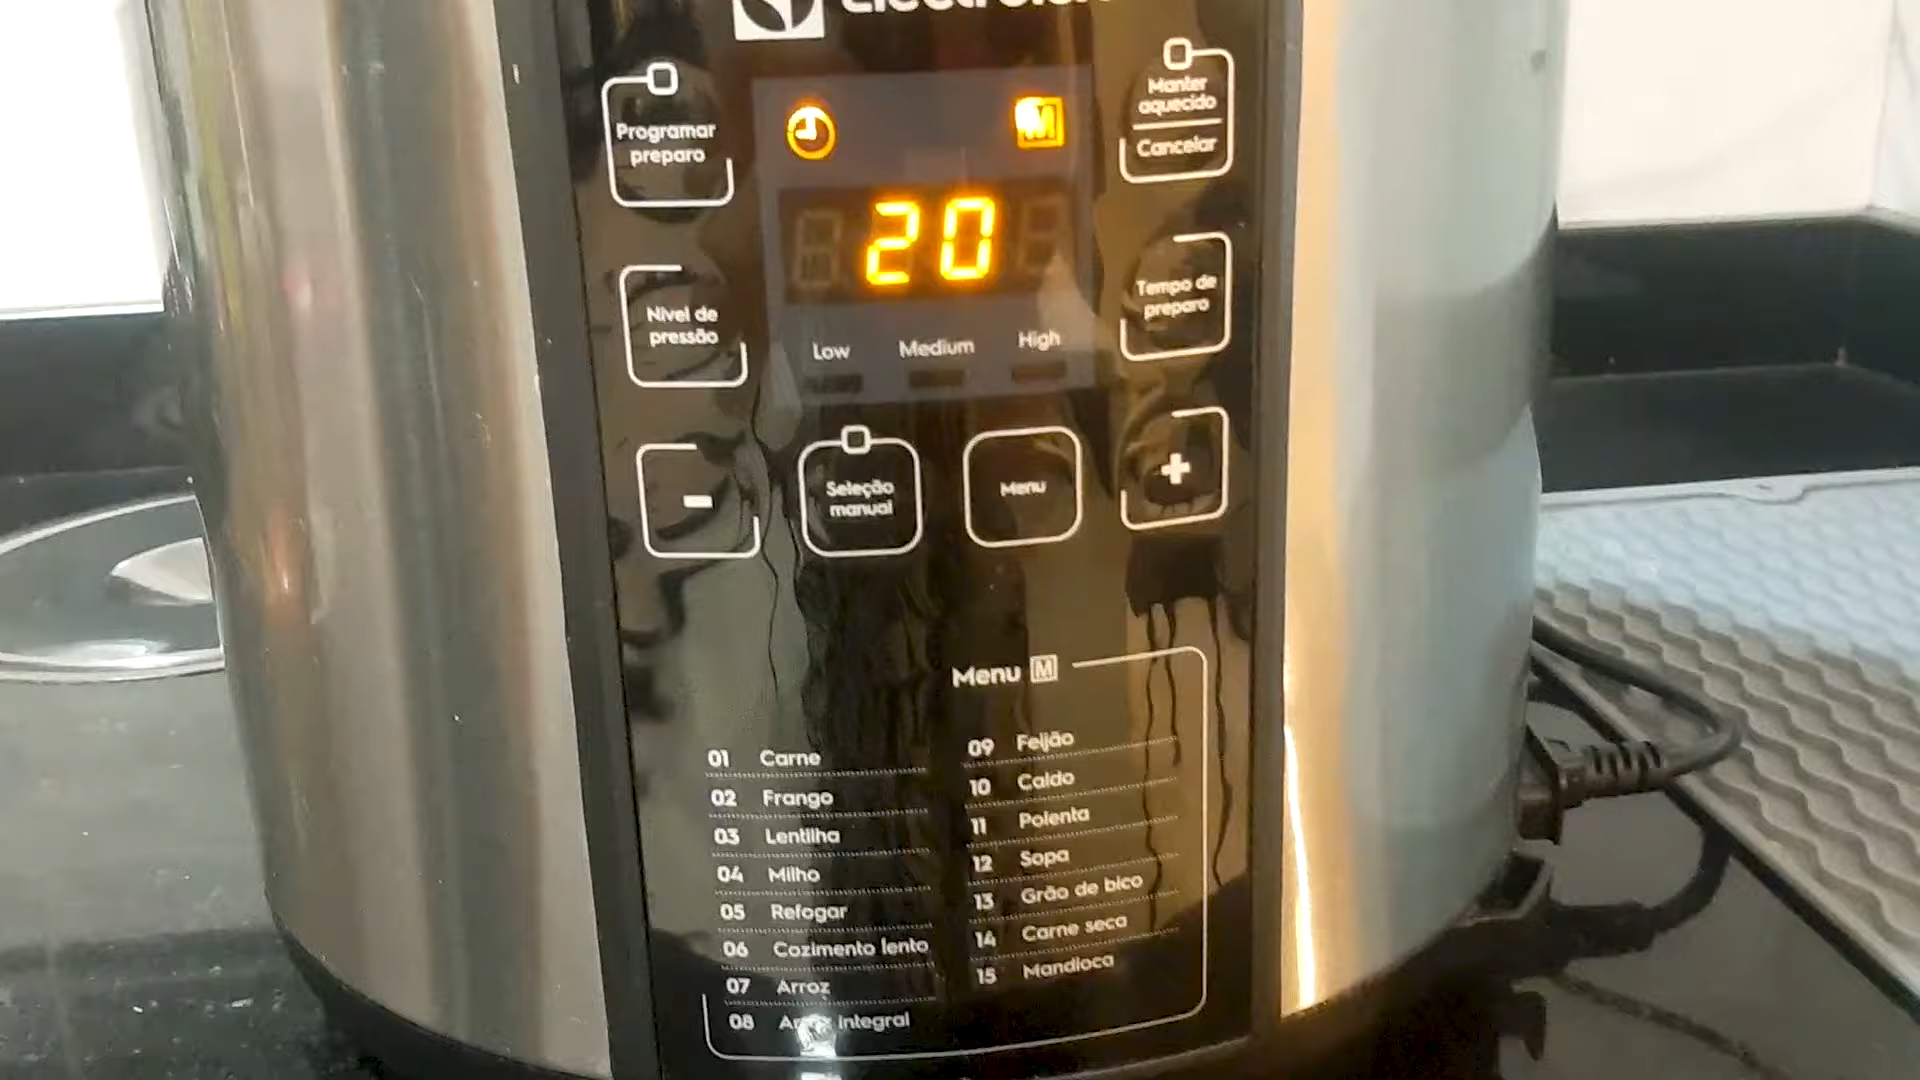 Programar
preparo
M
Manter
aquecido
Cancelar
20
Nível de
pressão
Tempo de
preparo
Low Medium High
-
Seleção
manual
Menu
+
Menu M
01 Carne
02 Frango
03 Lentilha
04 Milho
05 Refogar
06 Cozimento lento
07 Arroz
08 Arroz Integral
09 Feijão
10 Caldo
11 Polenta
12 Sopa
13 Grão de bico
14 Carne seca
15 Mandioca